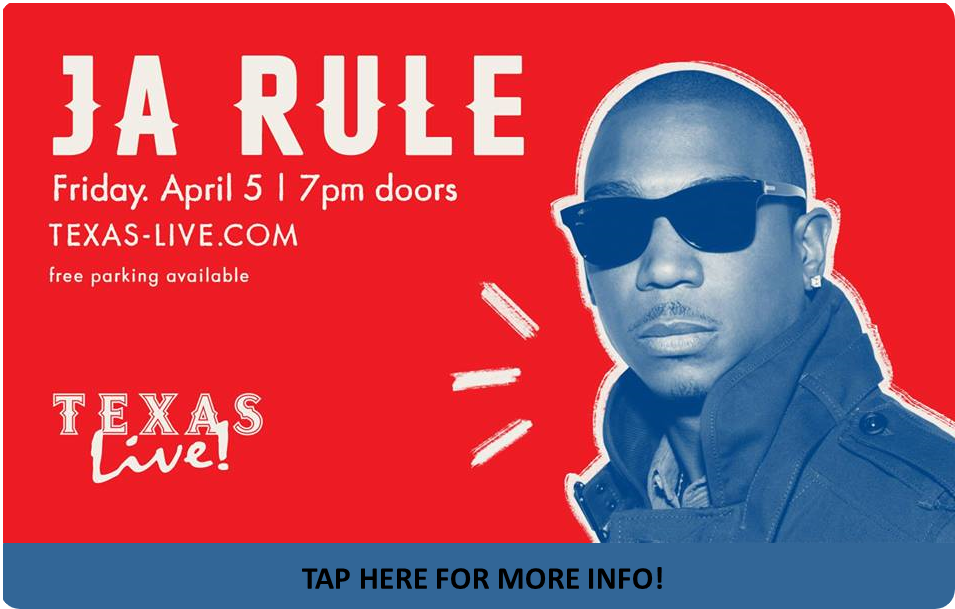 JA RULE
Friday. April 5 | 7pm doors
TEXAS-LIVE.COM
free parking available
TEXAS
Live!
TAP HERE FOR MORE INFO!